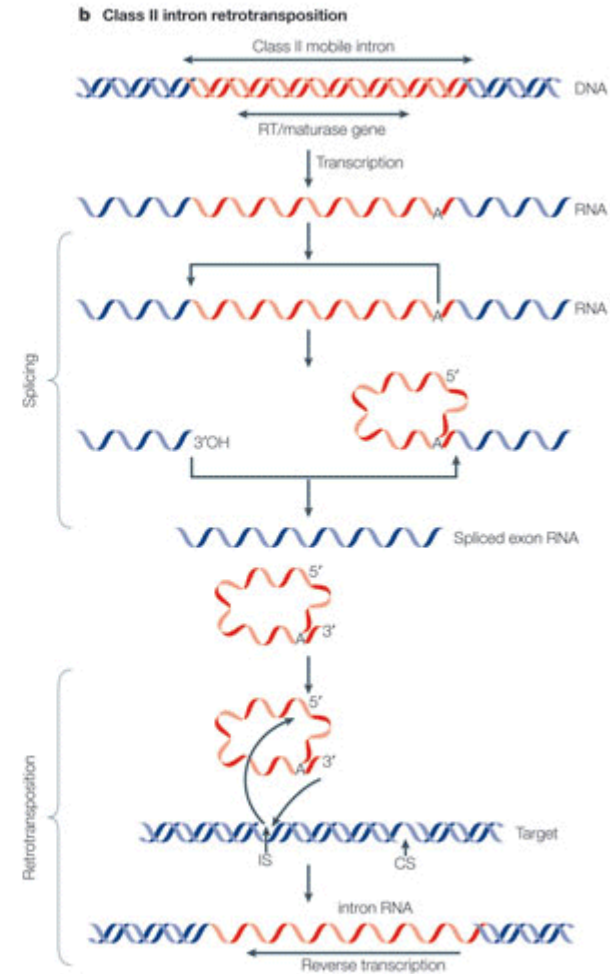 b Class II intron retrotransposition
Class II mobile intron
DNA
RT/maturase gene
Transcription
RNA
A
RNA
A
Splicing
5′
3′OH
A
Spliced exon RNA
5′
3′
A
5′
3′
A
Retrotransposition
Target
IS
CS
intron RNA
Reverse transcription